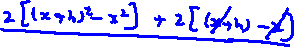 2[(x+h)²-x²] + 2[(x+h)-x]